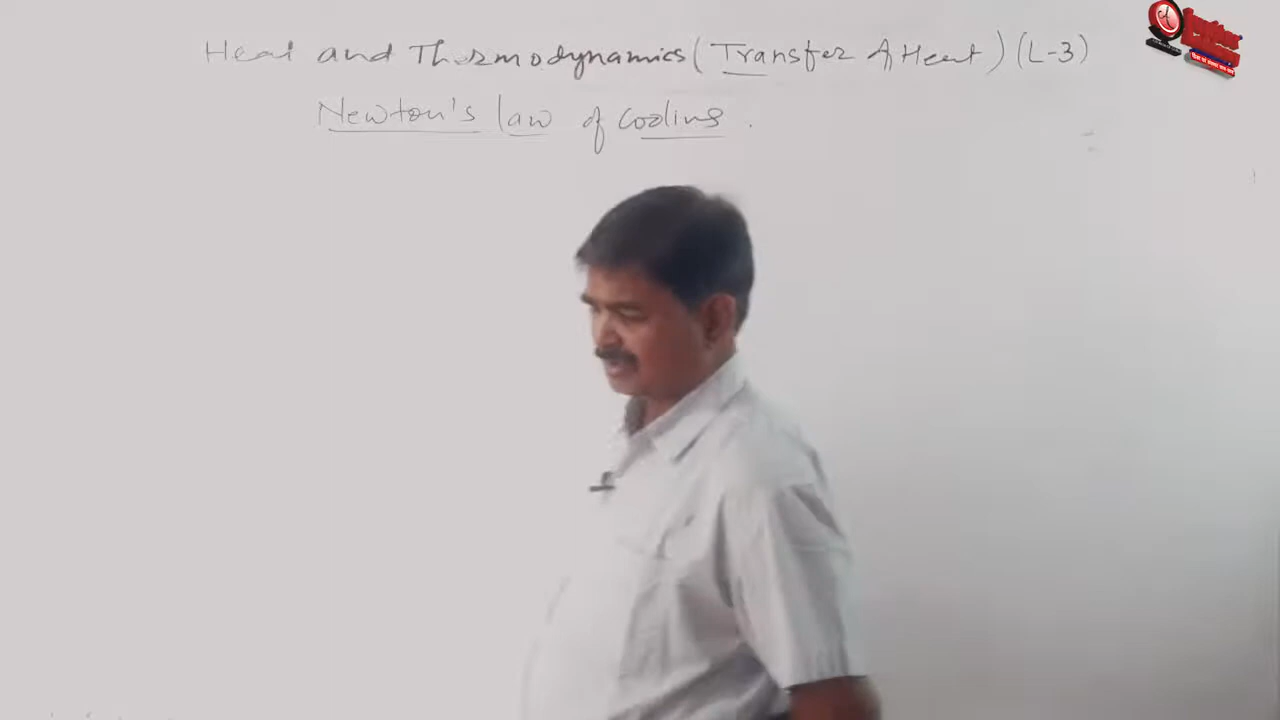 Heat and Thermodynamics (Transfer of Heat) (L-3)
Newton's law of cooling.